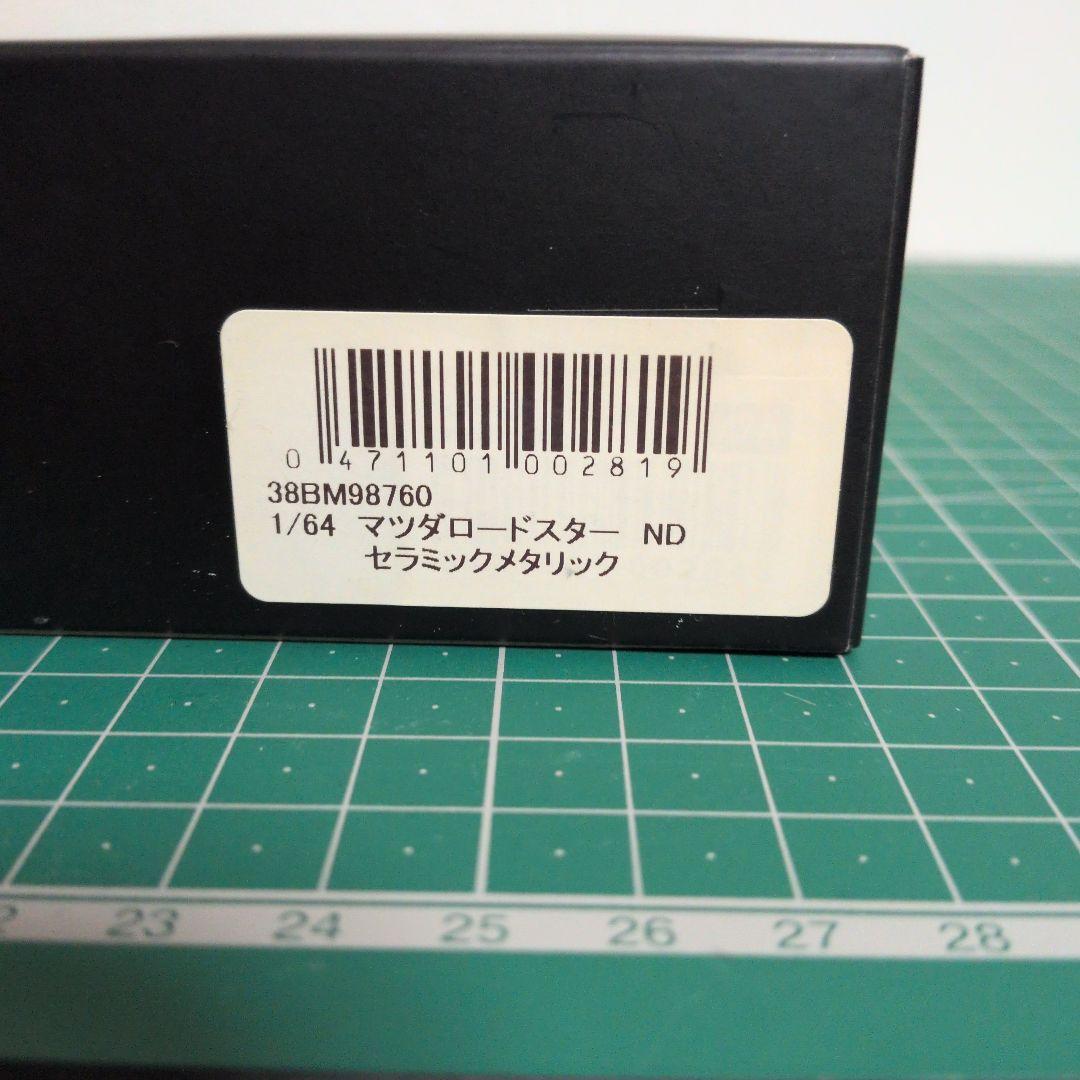 0 471101 002819
38BM98760
1/64 マツダロードスター ND
セラミックメタリック
23 24 25 26 27 28